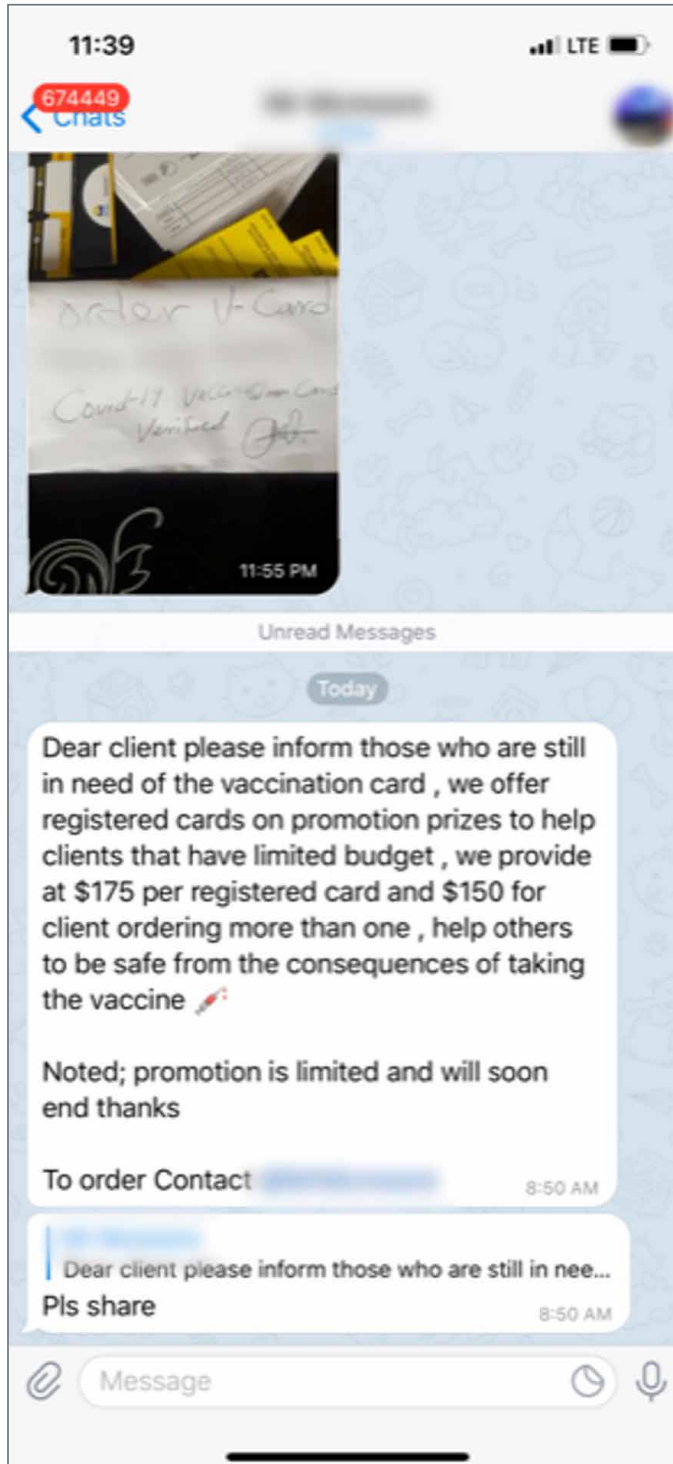 11:39
LTE
674449
Chats
order V-Card
Covid-19 Card
Verified
11:55 PM
Unread Messages
Today
Dear client please inform those who are still
in need of the vaccination card , we offer
registered cards on promotion prizes to help
clients that have limited budget , we provide
at $175 per registered card and $150 for
client ordering more than one , help others
to be safe from the consequences of taking
the vaccine 💉
Noted; promotion is limited and will soon
end thanks
To order Contact
8:50 AM
Dear client please inform those who are still in nee...
Pls share
8:50 AM
Message